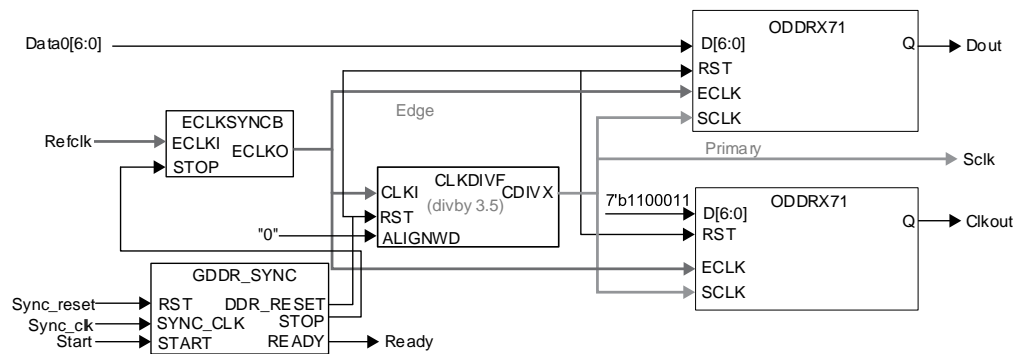 ODDRX71
Data0[6:0]
D[6:0]
Q
Dout
RST
ECLK
SCLK
Edge
ECLKSYNCB
Refclk
ECLKI
ECLKO
STOP
Primary
Sclk
CLKDIVF
CLKI
CDIVX
(divby 3.5)
RST
"0"
ALIGNWD
7'b1100011
ODDRX71
D[6:0]
Q
Clkout
RST
ECLK
SCLK
GDDR_SYNC
Sync_reset
RST
DDR_RESET
Sync_clk
SYNC_CLK
STOP
Start
START
READY
Ready